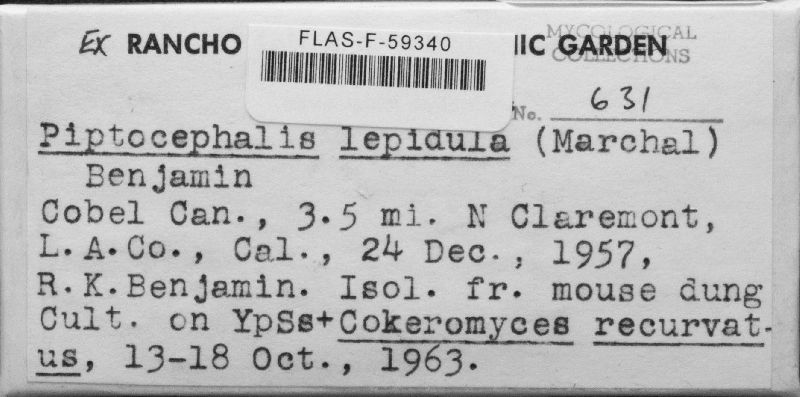 Ex RANCHO
FLAS-F-59340
IC GARDEN
MYCOLOGICAL
COLLECTIONS
No. 631
Piptocephalis lepidula (Marchal)
Benjamin
Cobel Can., 3.5 mi. N Claremont,
L.A.Co., Cal., 24 Dec., 1957,
R.K.Benjamin. Isol. fr. mouse dung
Cult. on YpSs+Cokeromyces recurvat-
us, 13-18 Oct., 1963.